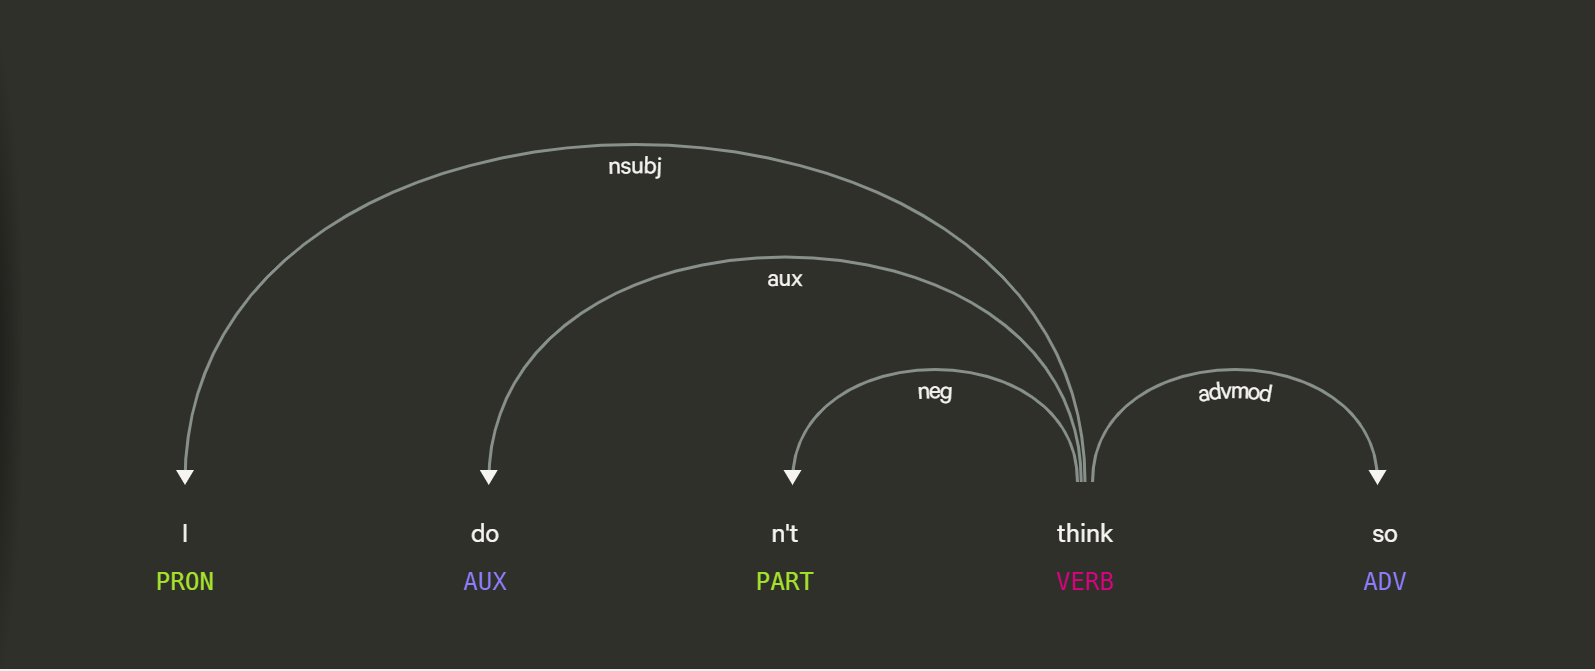 nsubj
aux
neg advmod
I do n't think so
PRON AUX PART VERB ADV